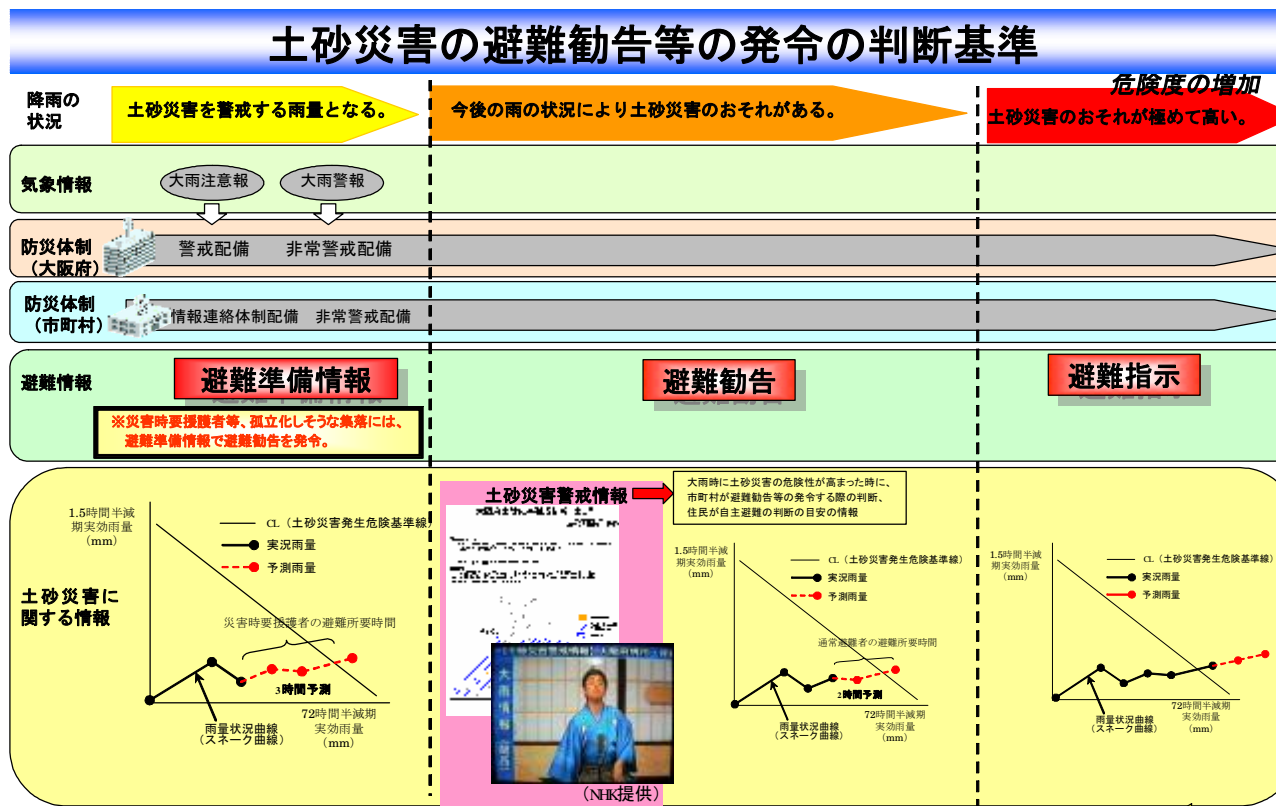 土砂災害の避難勧告等の発令の判断基準
危険度の増加
降雨の
状況
土砂災害を警戒する雨量となる。
今後の雨の状況により土砂災害のおそれがある。
土砂災害のおそれが極めて高い。
気象情報
大雨注意報
大雨警報
防災体制
（大阪府）
警戒配備
非常警戒配備
防災体制
（市町村）
情報連絡体制配備
非常警戒配備
避難情報
避難準備情報
避難勧告
避難指示
※災害時要援護者等、孤立化しそうな集落には、
避難準備情報で避難勧告を発令。
土砂災害に
関する情報
1.5時間半減
期実効雨量
（mm）
CL（土砂災害発生危険基準線）
実況雨量
予測雨量
災害時要援護者の避難所要時間
3時間予測
72時間半減期
実効雨量
（mm）
雨量状況曲線
（スネーク曲線）
土砂災害警戒情報
大雨時に土砂災害の危険性が高まった時に、
市町村が避難勧告等の発令する際の判断、
住民が自主避難の判断の目安の情報
大雨情報
（NHK提供）
1.5時間半減
期実効雨量
（mm）
CL（土砂災害発生危険基準線）
実況雨量
予測雨量
通常避難者の避難所要時間
2時間予測
72時間半減期
実効雨量
（mm）
雨量状況曲線
（スネーク曲線）
1.5時間半減
期実効雨量
（mm）
CL（土砂災害発生危険基準線）
実況雨量
予測雨量
72時間半減期
実効雨量
（mm）
雨量状況曲線
（スネーク曲線）